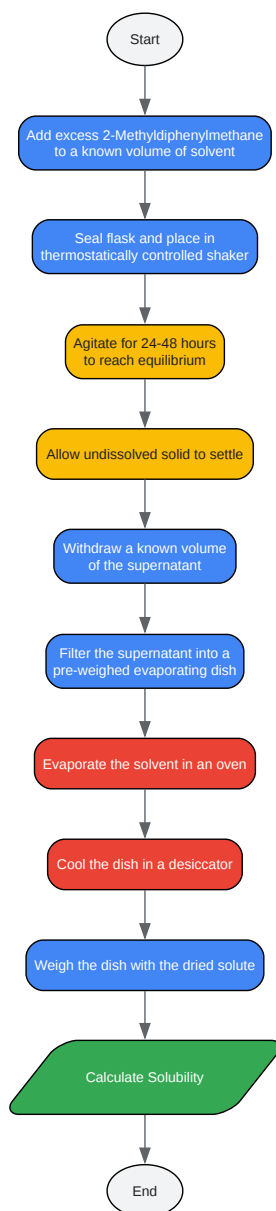 Start
Add excess 2-Methyldiphenylmethane
to a known volume of solvent
Seal flask and place in
thermostatically controlled shaker
Agitate for 24-48 hours
to reach equilibrium
Allow undissolved solid to settle
Withdraw a known volume
of the supernatant
Filter the supernatant into a
pre-weighed evaporating dish
Evaporate the solvent in an oven
Cool the dish in a desiccator
Weigh the dish with the dried solute
Calculate Solubility
End